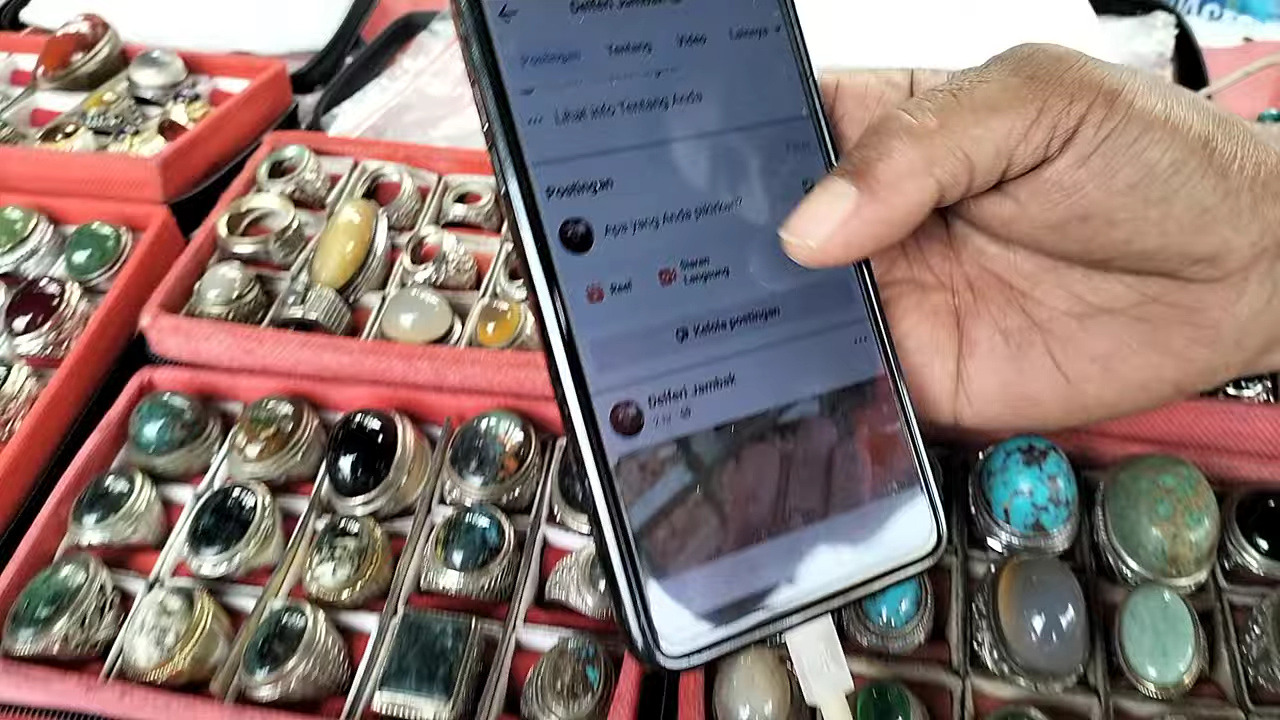 Postingan Tentang Video Lainnya
Lihat Info Tentang Anda
Postingan
Apa yang Anda pikirkan?
Reel
Siaran
Langsung
Kelola postingan
Delferi Jambak